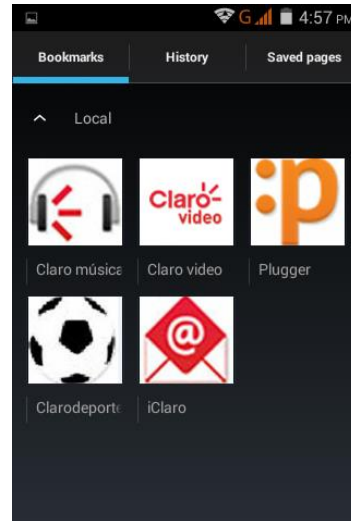 G 4:57 PM
Bookmarks History Saved pages
Local
Claro-
video
:p
Claro música Claro video Plugger
@
Clarodeporte iClaro